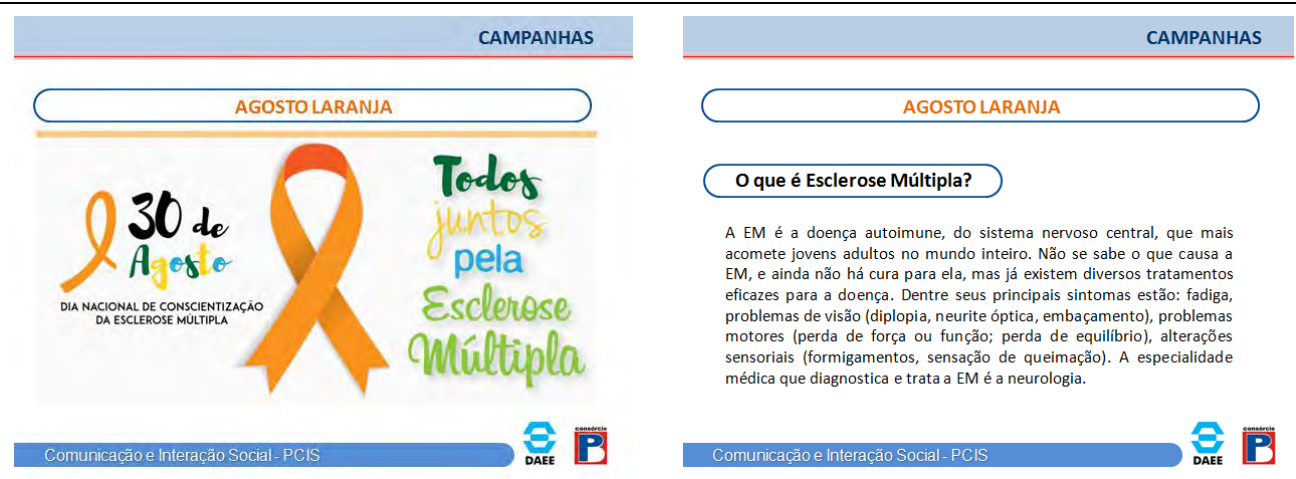 CAMPANHAS
AGOSTO LARANJA
30 de
Agosto
DIA NACIONAL DE CONSCIENTIZAÇÃO
DA ESCLEROSE MÚLTIPLA
Todos
juntos
pela
Esclerose
Múltipla
Comunicação e Interação Social - PCIS
DAEE
consórcio
PB
CAMPANHAS
AGOSTO LARANJA
O que é Esclerose Múltipla?
A EM é a doença autoimune, do sistema nervoso central, que mais
acomete jovens adultos no mundo inteiro. Não se sabe o que causa a
EM, e ainda não há cura para ela, mas já existem diversos tratamentos
eficazes para a doença. Dentre seus principais sintomas estão: fadiga,
problemas de visão (diplopia, neurite óptica, embaçamento), problemas
motores (perda de força ou função; perda de equilíbrio), alterações
sensoriais (formigamentos, sensação de queimação). A especialidade
médica que diagnostica e trata a EM é a neurologia.
Comunicação e Interação Social - PCIS
DAEE
consórcio
PB